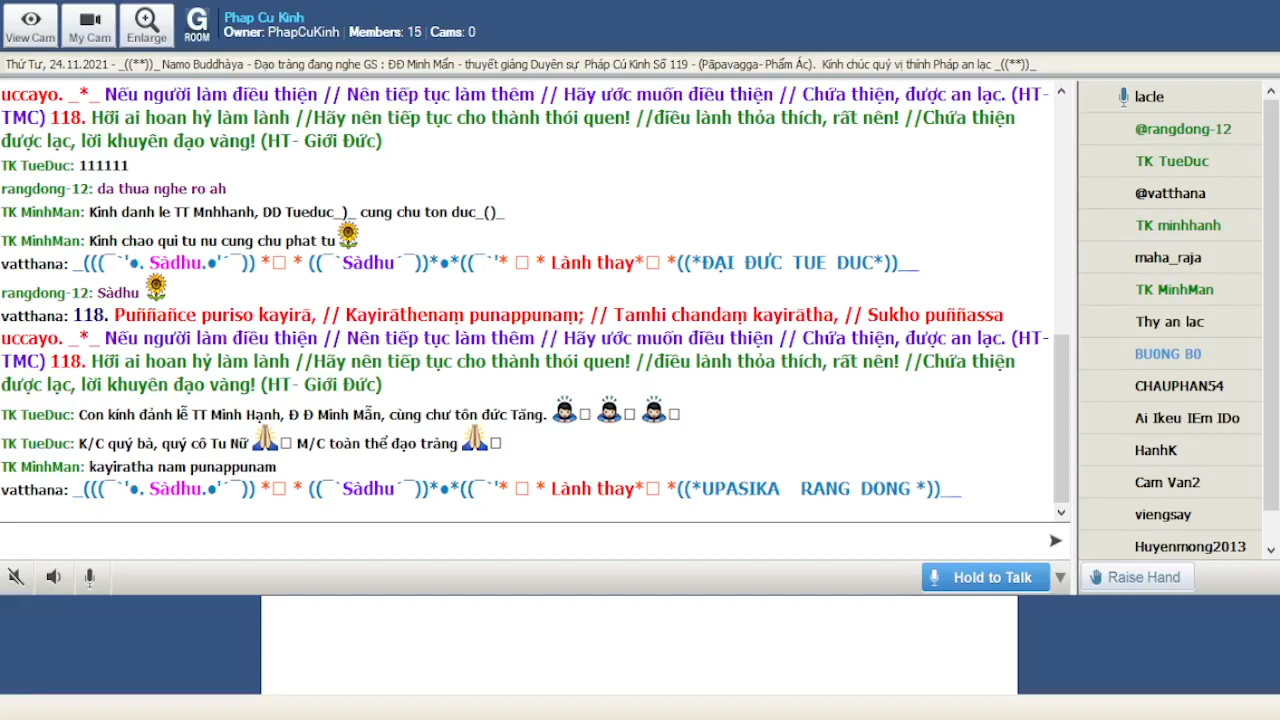 View Cam
My Cam
Enlarge
G ROOM
Phap Cu Kinh
Owner: PhapCuKinh | Members: 15 | Cams: 0
Thứ Tư, 24.11.2021 - _((**))_ Namo Buddhàya - Đạo tràng đang nghe GS : ĐĐ Minh Mẫn - thuyết giảng Duyên sự Pháp Cú Kinh Số 119 - (Pāpavagga- Phẩm Ác). Kính chúc quý vị thính Pháp an lạc _((**))_
uccayo. _*_ Nếu người làm điều thiện // Nên tiếp tục làm thêm // Hãy ước muốn điều thiện // Chứa thiện, được an lạc. (HT-
TMC) 118. Hỡi ai hoan hỷ làm lành //Hãy nên tiếp tục cho thành thói quen! //điều lành thỏa thích, rất nên! //Chứa thiện
được lạc, lời khuyên đạo vàng! (HT- Giới Đức)
TK TueDuc: 111111
rangdong-12: da thua nghe ro ah
TK MinhMan: Kinh danh le TT Mnhhanh, DD Tueduc_)_ cung chu ton duc_()_
TK MinhMan: Kinh chao qui tu nu cung chu phat tu
vatthana: _(((¯`'●. Sàdhu.●'´¯)) *□ * ((¯`Sàdhu´¯))*●*((¯`'* □ * Lành thay*□ *((*ĐẠI ĐỨC TUE DUC*))__
rangdong-12: Sàdhu
vatthana: 118. Puññañce puriso kayirā, // Kayirāthenaṃ punappunaṃ; // Tamhi chandaṃ kayirātha, // Sukho puññassa
uccayo. _*_ Nếu người làm điều thiện // Nên tiếp tục làm thêm // Hãy ước muốn điều thiện // Chứa thiện, được an lạc. (HT-
TMC) 118. Hỡi ai hoan hỷ làm lành //Hãy nên tiếp tục cho thành thói quen! //điều lành thỏa thích, rất nên! //Chứa thiện
được lạc, lời khuyên đạo vàng! (HT- Giới Đức)
TK TueDuc: Con kính đảnh lễ TT Minh Hạnh, Đ Đ Minh Mẫn, cùng chư tôn đức Tăng. □ □ □
TK TueDuc: K/C quý bà, quý cô Tu Nữ □ M/C toàn thể đạo tràng □
TK MinhMan: kayiratha nam punappunam
vatthana: _(((¯`'●. Sàdhu.●'´¯)) *□ * ((¯`Sàdhu´¯))*●*((¯`'* □ * Lành thay*□ *((*UPASIKA RANG DONG *))__
Hold to Talk
lacle
@rangdong-12
TK TueDuc
@vatthana
TK minhhanh
maha_raja
TK MinhMan
Thy an lac
BU0NG B0
CHAUPHAN54
Ai Ikeu IEm IDo
HanhK
Cam Van2
viengsay
Huyenmong2013
Raise Hand